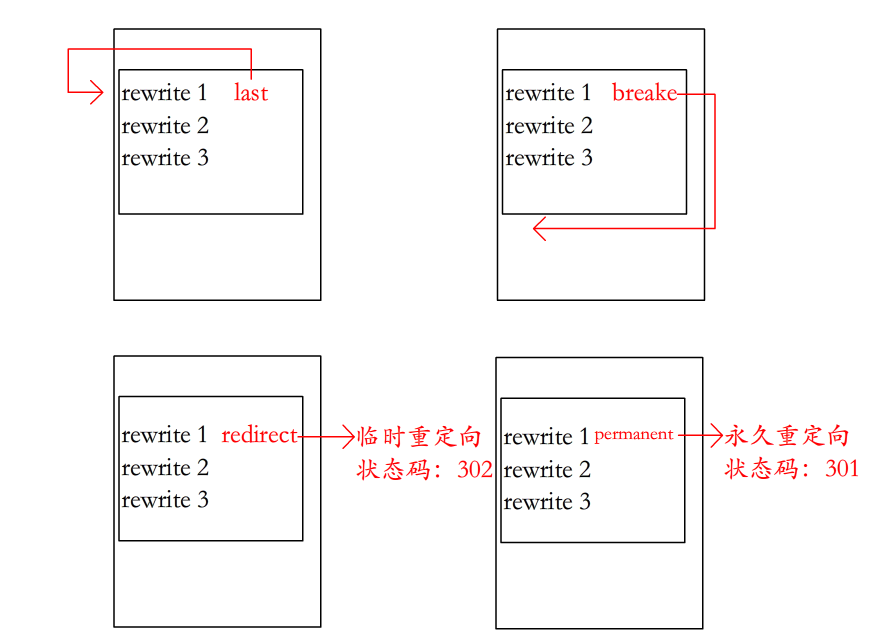 rewrite 1 last
rewrite 2
rewrite 3
rewrite 1 breake
rewrite 2
rewrite 3
rewrite 1 redirect 临时重定向
rewrite 2 状态码：302
rewrite 3
rewrite 1 permanent 永久重定向
rewrite 2 状态码：301
rewrite 3